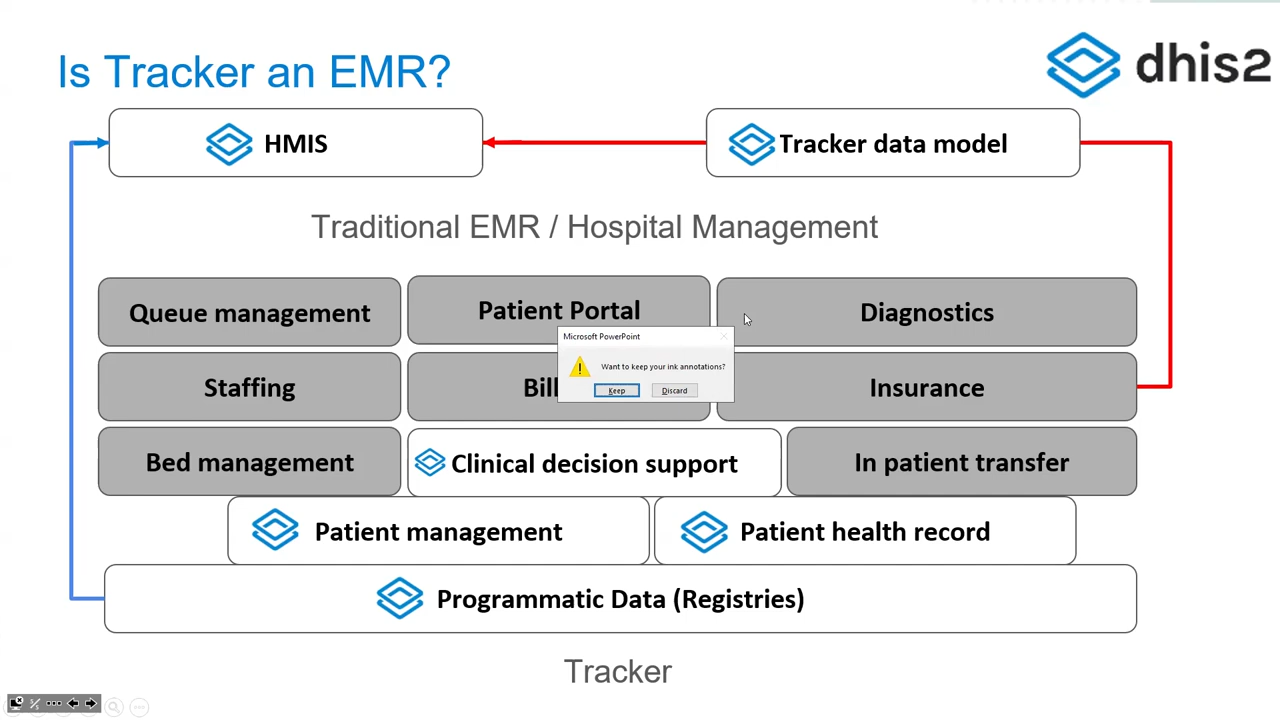 Is Tracker an EMR?
dhis2
HMIS
Tracker data model
Traditional EMR / Hospital Management
Queue management
Patient Portal
Diagnostics
Microsoft PowerPoint
Want to keep your ink annotations?
Keep
Discard
Staffing
Bill
Insurance
Bed management
Clinical decision support
In patient transfer
Patient management
Patient health record
Programmatic Data (Registries)
Tracker